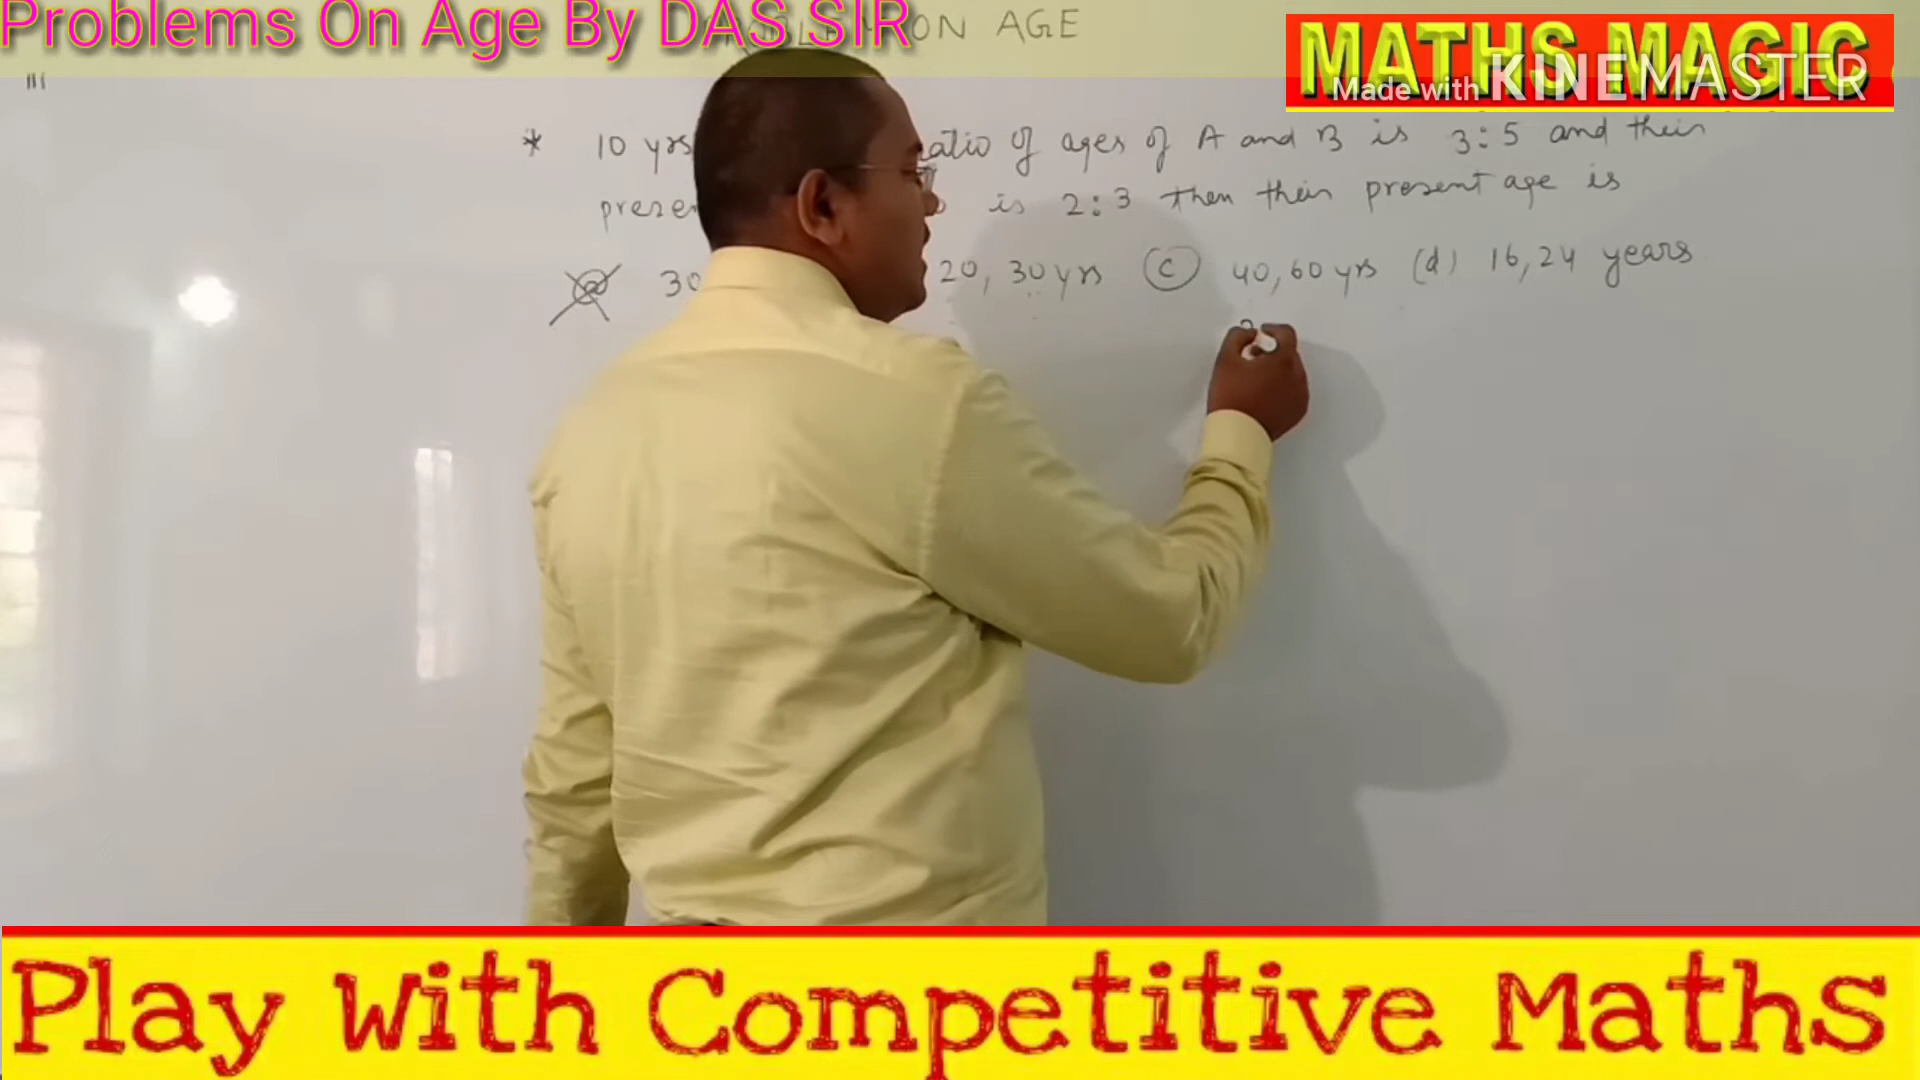 Problems On Age By DAS SIR
ON AGE
MATHS MAGIC
Made with KINEMASTER
* 10 yrs ratio of ages of A and B is 3:5 and their
is 2:3 then their present age is
30 20, 30 yrs (c) 40, 60 yrs (d) 16, 24 years
Play With Competitive Maths